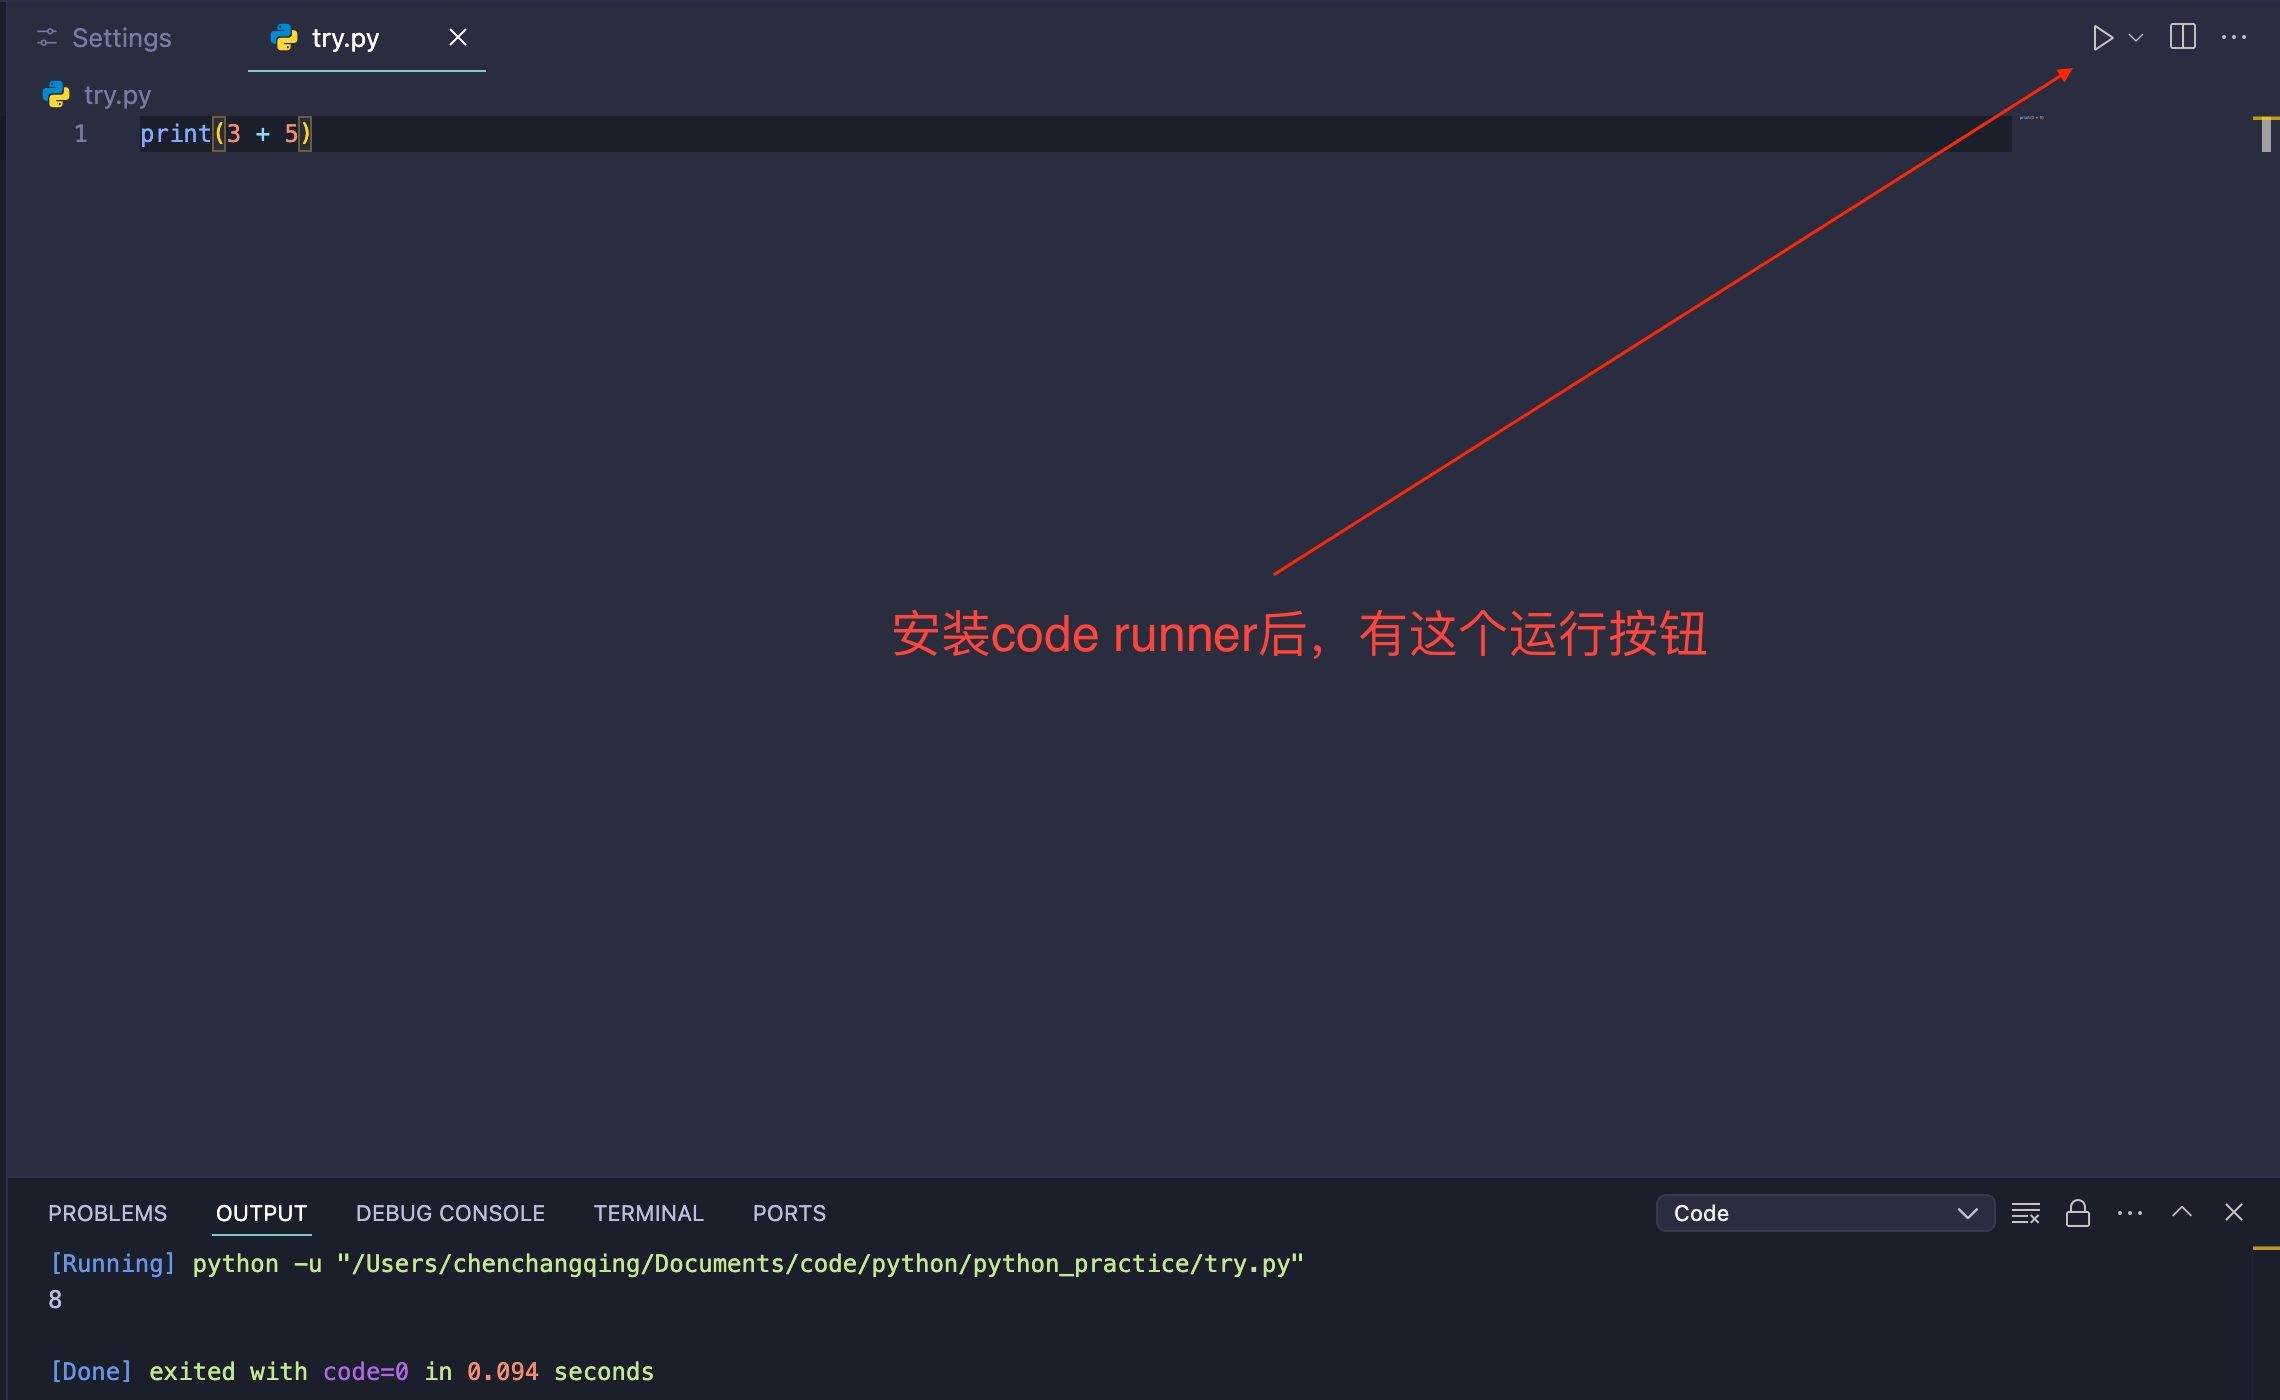 Settings
try.py
try.py
1 print(3 + 5)
安装code runner后，有这个运行按钮
PROBLEMS OUTPUT DEBUG CONSOLE TERMINAL PORTS Code
[Running] python -u "/Users/chenchangqing/Documents/code/python/python_practice/try.py"
8
[Done] exited with code=0 in 0.094 seconds